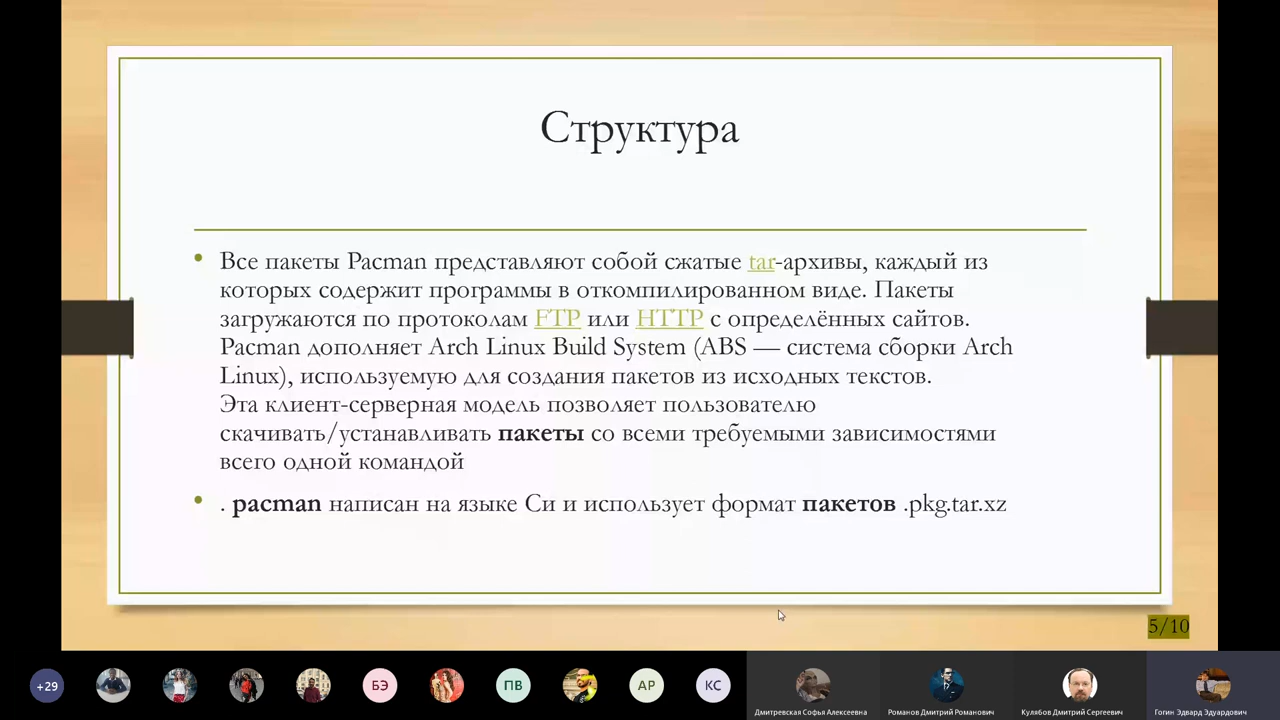 Структура
Все пакеты Pacman представляют собой сжатые tar-архивы, каждый из
которых содержит программы в откомпилированном виде. Пакеты
загружаются по протоколам FTP или HTTP с определённых сайтов.
Pacman дополняет Arch Linux Build System (ABS — система сборки Arch
Linux), используемую для создания пакетов из исходных текстов.
Эта клиент-серверная модель позволяет пользователю
скачивать/устанавливать пакеты со всеми требуемыми зависимостями
всего одной командой
. pacman написан на языке Си и использует формат пакетов .pkg.tar.xz
5/10
+29
БЭ
ПВ
АР
КС
Дмитревская Софья Алексеевна
Романов Дмитрий Романович
Кулябов Дмитрий Сергеевич
Гогин Эдвард Эдуардович